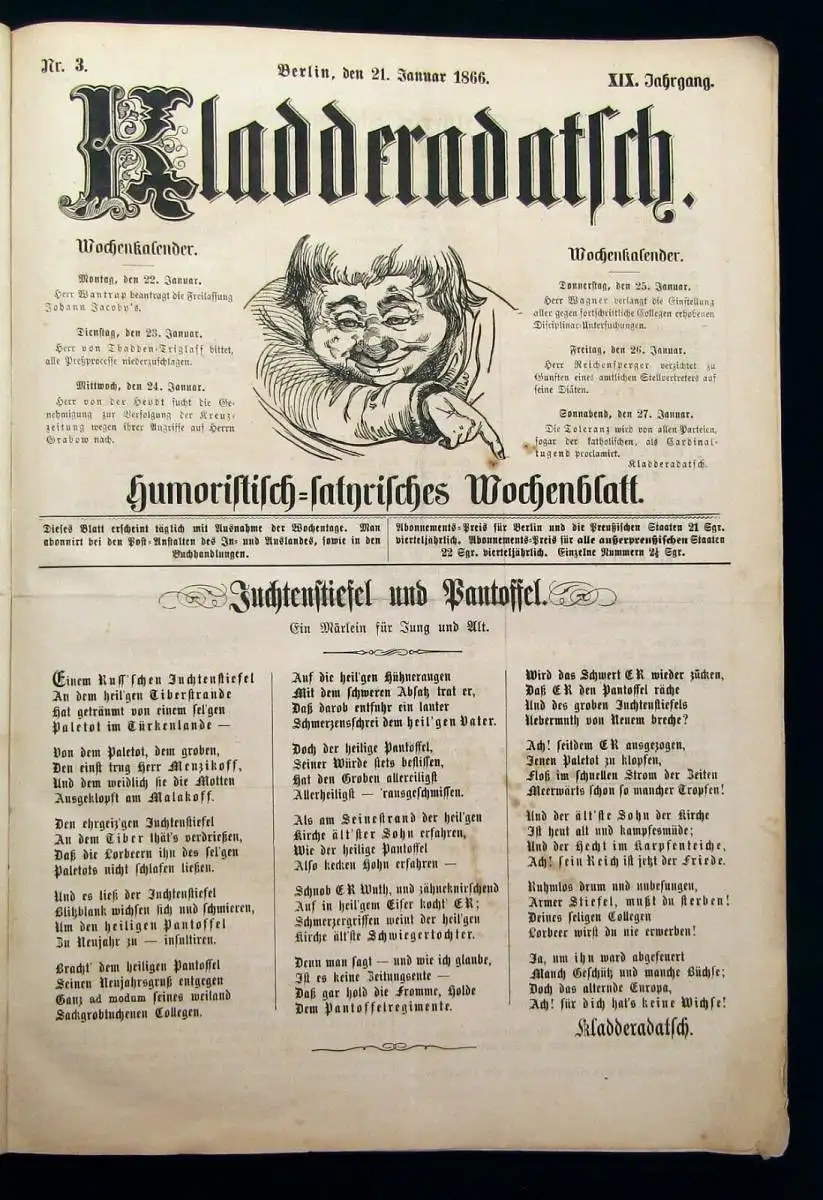 Nr. 3.
Berlin, den 21. Januar 1866.
XIX. Jahrgang.
Kladderadatsch.
Wochenkalender.
Montag, den 22. Januar.
Herr Wantrup beantragt die Freilassung
Johann Jacoby's.
Dienstag, den 23. Januar.
Herr von Thadden-Triglaff bittet,
alle Preßprocesse niederzuschlagen.
Mittwoch, den 24. Januar.
Herr von der Heydt sucht die Ge-
nehmigung zur Verfolgung der Kreuz-
zeitung wegen ihrer Angriffe auf Herrn
Grabow nach.
Wochenkalender.
Donnerstag, den 25. Januar.
Herr Wagner verlangt die Einstellung
aller gegen fortschrittliche Collegen erhobenen
Disciplinar-Untersuchungen.
Freitag, den 26. Januar.
Herr Reichensperger verzichtet zu
Gunsten eines amtlichen Stellvertreters auf
seine Diäten.
Sonnabend, den 27. Januar.
Die Toleranz wird von allen Parteien,
sogar der katholischen, als Cardinal-
tugend proclamirt.
Kladderadatsch.
Humoristisch-satyrisches Wochenblatt.
Dieses Blatt erscheint täglich mit Ausnahme der Wochentage. Man
abonnirt bei den Post-Anstalten des In- und Auslandes, sowie in den
Buchhandlungen.
Abonnements-Preis für Berlin und die Preußischen Staaten 21 Sgr.
vierteljährlich. Abonnements-Preis für alle außerpreußischen Staaten
22 Sgr. vierteljährlich. Einzelne Nummern 2½ Sgr.
Juchtenstiefel und Pantoffel.
Ein Märlein für Jung und Alt.
Einem Russ'schen Juchtenstiefel
An dem heil'gen Tiberstrande
Hat geträumt von einem sel'gen
Paletot im Türkenlande —
Von dem Paletot, dem groben,
Den einst trug Herr Menzikoff,
Und dem weidlich sie die Motten
Ausgeklopft am Malakoff.
Den ehrgeiz'gen Juchtenstiefel
An dem Tiber thät's verdrießen,
Daß die Lorbeern ihn des sel'gen
Paletots nicht schlafen ließen.
Und es ließ der Juchtenstiefel
Blitzblank wichsen sich und schmieren,
Um den heiligen Pantoffel
Zu Neujahr zu — insultiren.
Bracht' dem heiligen Pantoffel
Seinen Neujahrsgruß entgegen
Ganz ad modum seines weiland
Sackgrobtuchenen Collegen.
Auf die heil'gen Hühneraugen
Mit dem schweren Absatz trat er,
Daß darob entfuhr ein lauter
Schmerzensschrei dem heil'gen Vater.
Doch der heilige Pantoffel,
Seiner Würde stets beflissen,
Hat den Groben allereiligst
Allerheiligst — 'rausgeschmissen.
Als am Seinestrand der heil'gen
Kirche ält'ster Sohn erfahren,
Wie der heilige Pantoffel
Also kecken Hohn erfahren —
Schnob ER Wuth, und zähneknirschend
Auf in heil'gem Eifer kocht' ER;
Schmerzergriffen weint der heil'gen
Kirche ält'ste Schwiegertochter.
Denn man sagt — und wie ich glaube,
Ist es keine Zeitungsente —
Daß gar hold die Fromme, Holde
Dem Pantoffelregimente.
Wird das Schwert ER wieder zücken,
Daß ER den Pantoffel räche
Und des groben Juchtenstiefels
Uebermuth von Neuem breche?
Ach! seitdem ER ausgezogen,
Jenen Paletot zu klopfen,
Floß im schnellen Strom der Zeiten
Meerwärts schon so mancher Tropfen!
Und der ält'ste Sohn der Kirche
Ist heut alt und kampfesmüde;
Und der Hecht im Karpfenteiche,
Ach! sein Reich ist jetzt der Friede.
Ruhmlos drum und unbesungen,
Armer Stiefel, mußt du sterben!
Deines seligen Collegen
Lorbeer wirst du nie erwerben!
Ja, um ihn ward abgefeuert
Manch Geschütz und manche Büchse;
Doch das alternde Europa,
Ach! für dich hat's keine Wichse!
Kladderadatsch.